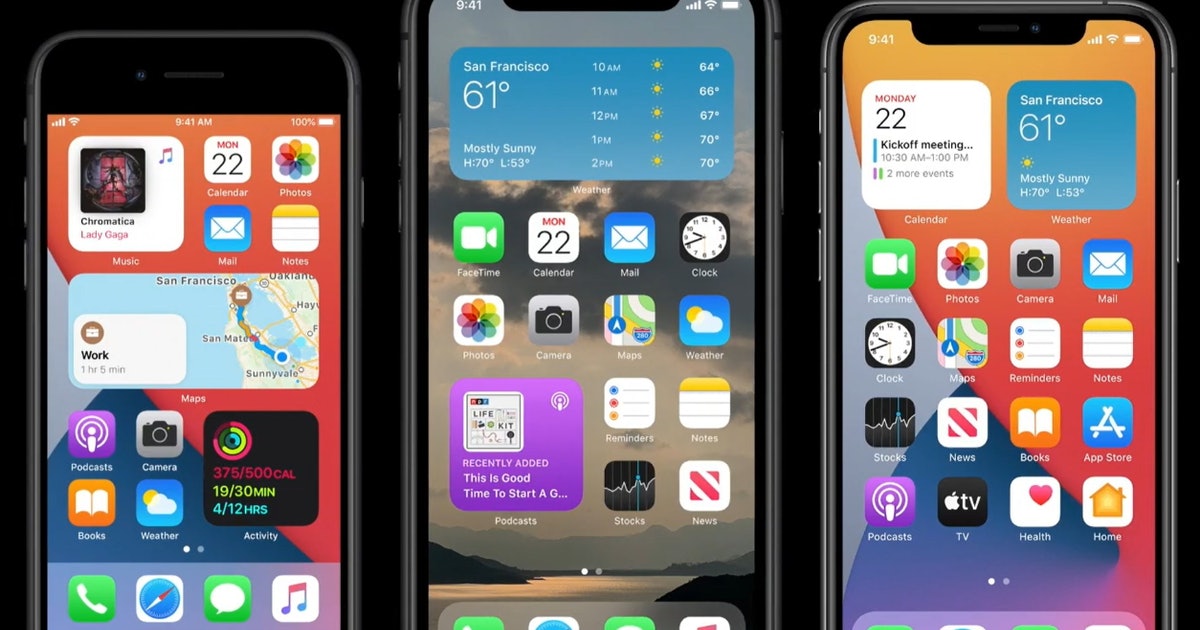 9:41 AM
100%
Chromatica
Lady Gaga
Music
MON
22
Calendar
Photos
Mail
Notes
San Francisco
Oakland
Hayw
San Mateo
Sunnyvale
Work
1 hr 5 min
Maps
Podcasts
Camera
375/500CAL
19/30MIN
4/12HRS
Books
Weather
Activity
9:41
San Francisco
61°
Mostly Sunny
H:70° L:53°
10AM 64°
11AM 66°
12PM 67°
1PM 70°
2PM 70°
Weather
MON
22
FaceTime
Calendar
Mail
Clock
280
Photos
Camera
Maps
Weather
npr
LIFE
KIT
RECENTLY ADDED
This Is Good
Time To Start A G...
Podcasts
Reminders
Notes
Stocks
News
9:41
MONDAY
22
Kickoff meeting...
10:30 AM–1:00 PM
2 more events
Calendar
San Francisco
61°
Mostly Sunny
H:70° L:53°
Weather
FaceTime
Photos
Camera
Mail
280
Clock
Maps
Reminders
Notes
Stocks
News
Books
App Store
tv
Podcasts
TV
Health
Home